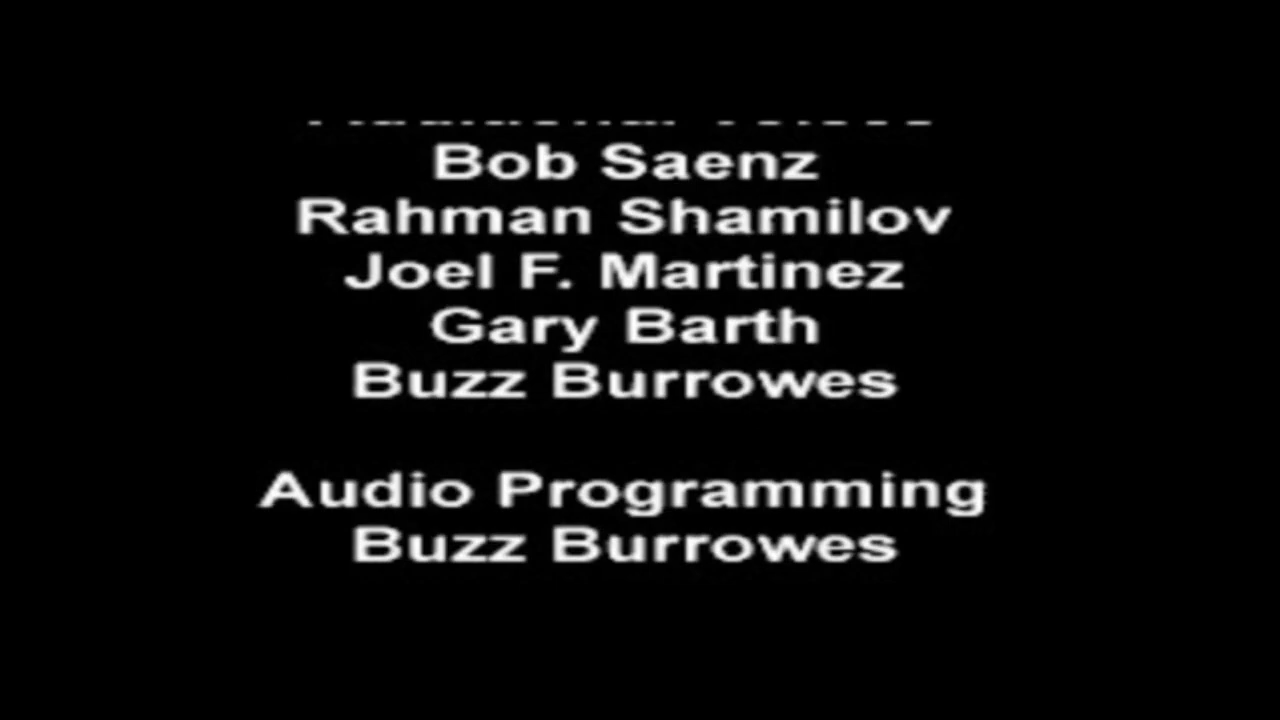 Bob Saenz
Rahman Shamilov
Joel F. Martinez
Gary Barth
Buzz Burrowes
Audio Programming
Buzz Burrowes